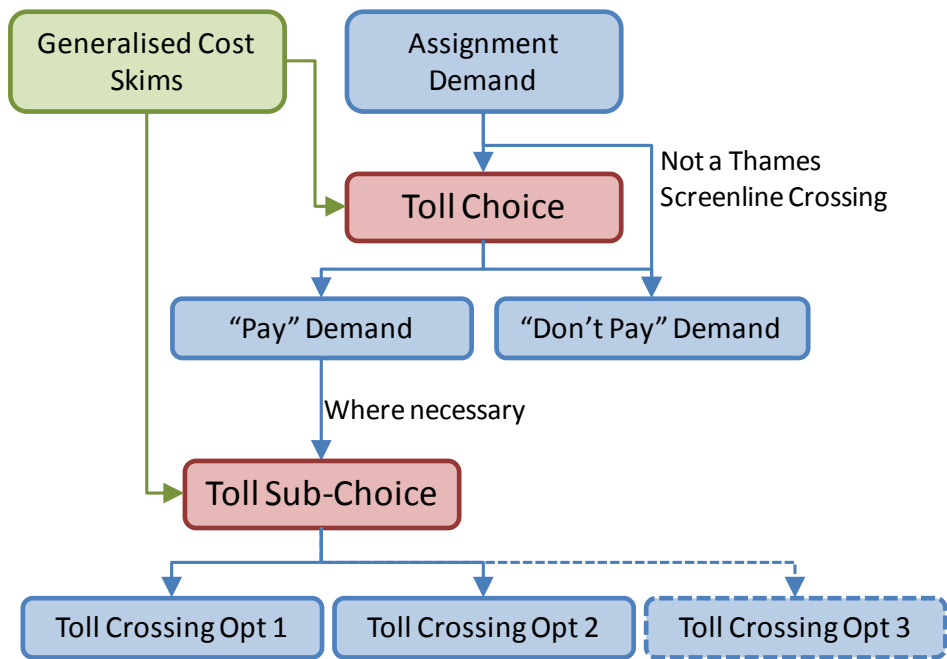 Generalised Cost
Skims
Assignment
Demand
Not a Thames
Screenline Crossing
Toll Choice
“Pay” Demand
“Don’t Pay” Demand
Where necessary
Toll Sub-Choice
Toll Crossing Opt 1
Toll Crossing Opt 2
Toll Crossing Opt 3